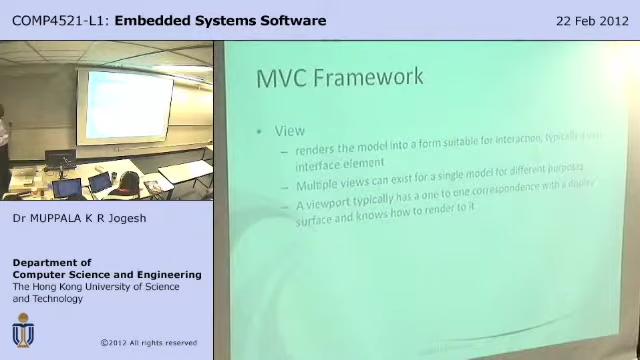 COMP4521-L1: Embedded Systems Software
22 Feb 2012
MVC Framework
• View
– renders the model into a form suitable for interaction, typically a user
interface element
– Multiple views can exist for a single model for different purposes
– A viewport typically has a one to one correspondence with a display
surface and knows how to render to it
Dr MUPPALA K R Jogesh
Department of
Computer Science and Engineering
The Hong Kong University of Science
and Technology
©2012 All rights reserved